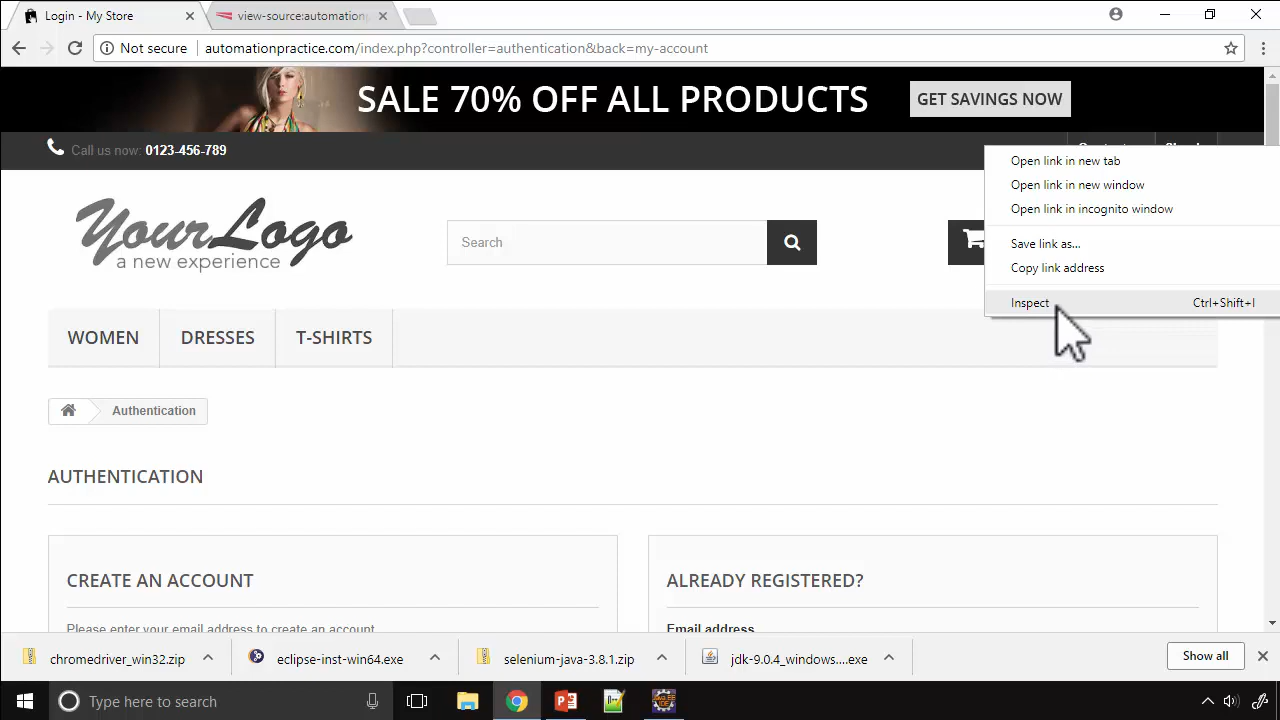 Login - My Store
view-source:automationp
Not secure
automationpractice.com/index.php?controller=authentication&back=my-account
SALE 70% OFF ALL PRODUCTS
GET SAVINGS NOW
Call us now: 0123-456-789
Open link in new tab
Open link in new window
Open link in incognito window
Save link as...
Copy link address
Inspect
Ctrl+Shift+I
YourLogo
a new experience
Search
WOMEN
DRESSES
T-SHIRTS
Authentication
AUTHENTICATION
CREATE AN ACCOUNT
ALREADY REGISTERED?
Please enter your email address to create an account
Email address
chromedriver_win32.zip
eclipse-inst-win64.exe
selenium-java-3.8.1.zip
jdk-9.0.4_windows....exe
Show all
Type here to search